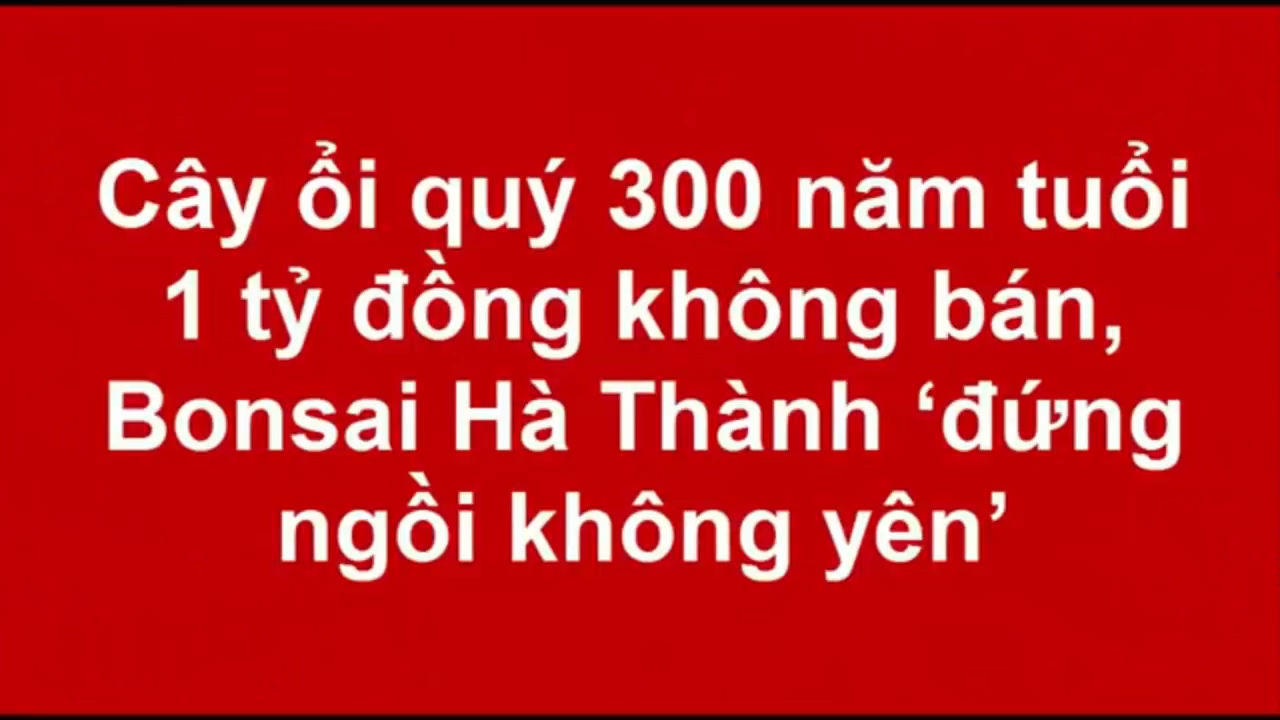 Cây ổi quý 300 năm tuổi
1 tỷ đồng không bán,
Bonsai Hà Thành ‘đứng
ngồi không yên’